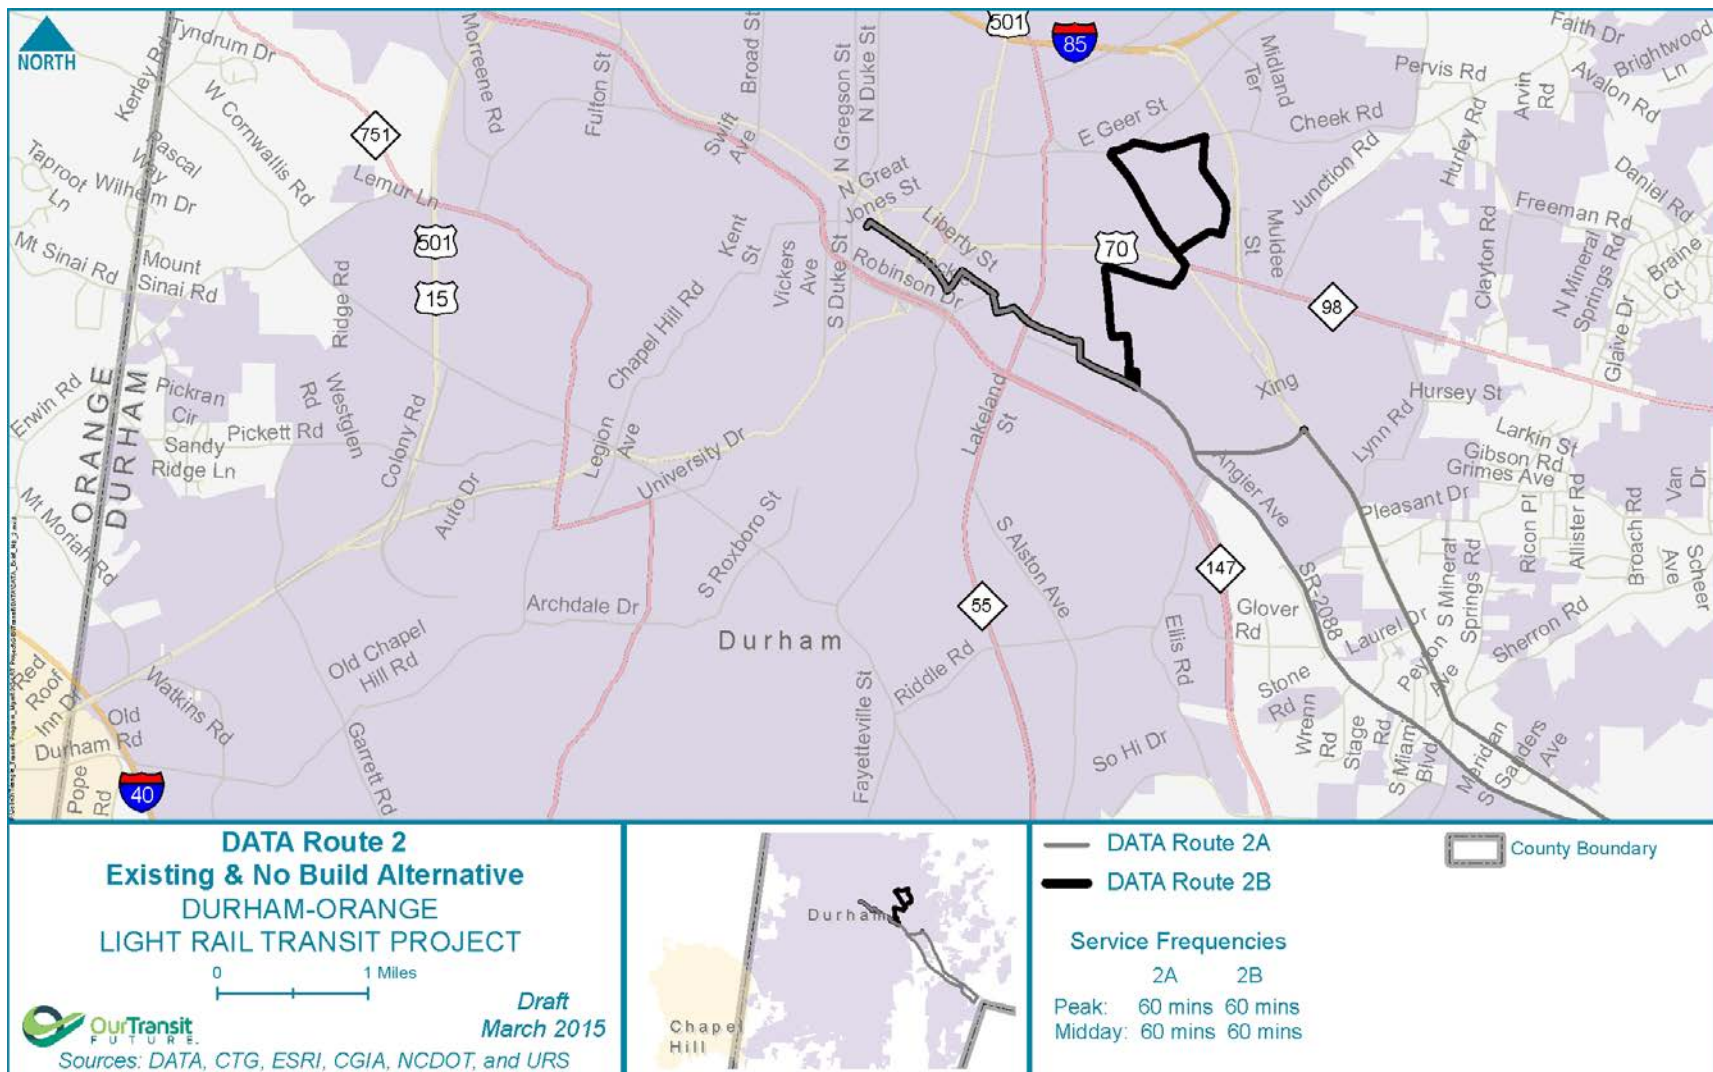 NORTH
Tyndrum Dr
Kerley Rd
Morreene Rd
Fulton St
Broad St
N Gregson St
N Duke St
501
85
Midland
Ter
Pervis Rd
Faith Dr
Brightwood
Ln
Avalon Rd
Arvin
Rd
751
W Cornwallis Rd
Pascal
Way
Taproot
Ln
Wilhelm Dr
Lemur Ln
Swift
Ave
E Geer St
Cheek Rd
Junction Rd
Hurley Rd
Daniel Rd
Freeman Rd
N Great
Jones St
Liberty St
Kent
St
Vickers
Ave
S Duke St
Robinson Dr
70
St
Clayton Rd
N Mineral
Springs Rd
Braine
Ct
Glaive Dr
98
Mt Sinai Rd
Mount
Sinai Rd
501
15
Ridge Rd
Chapel Hill Rd
Xing
Hursey St
Lynn Rd
Larkin St
Gibson Rd
Grimes Ave
Van
Dr
Erwin Rd
ORANGE
DURHAM
Pickran
Cir
Sandy
Ridge Ln
Pickett Rd
Westglen
Rd
Colony Rd
Auto Dr
Legion
Ave
University Dr
Lakeland
St
Angier Ave
Pleasant Dr
Mt Moriah Rd
S Roxboro St
S Alston Ave
147
55
SR-2088
Glover
Rd
Laurel Dr
S Mineral
Springs Rd
Ricon Pl
Allister Rd
Broach Rd
Scheer
Ave
Sherron Rd
Archdale Dr
Durham
Old Chapel
Hill Rd
Riddle Rd
Ellis Rd
Stone
Rd
Wrenn
Rd
Stage
Rd
Peyton
Ave
S Miami
Blvd
Meridian
S Sadders
Ave
Red
Roof
Inn Dr
Old
Durham Rd
Pope
Rd
Watkins Rd
Garrett Rd
Fayetteville St
So Hi Dr
40
DATA Route 2
Existing & No Build Alternative
DURHAM-ORANGE
LIGHT RAIL TRANSIT PROJECT
0 1 Miles
OurTransit
FUTURE
Draft
March 2015
Sources: DATA, CTG, ESRI, CGIA, NCDOT, and URS
Durham
Chapel
Hill
DATA Route 2A
DATA Route 2B
County Boundary
Service Frequencies
2A 2B
Peak: 60 mins 60 mins
Midday: 60 mins 60 mins